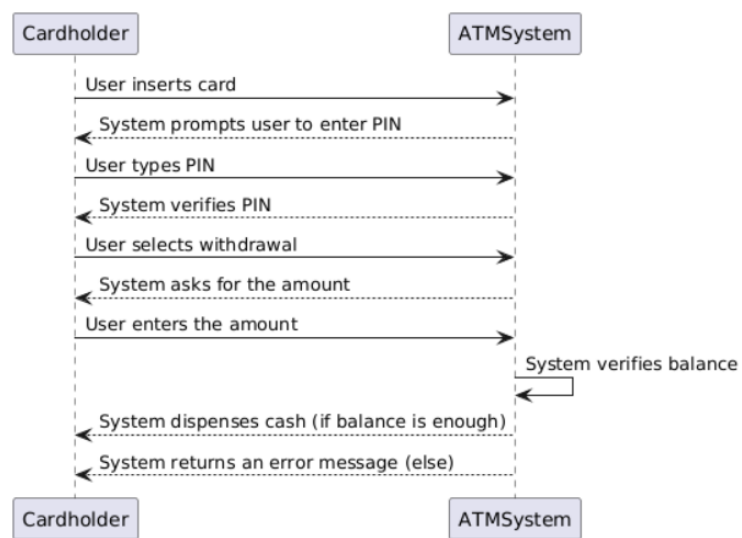 Cardholder ATMSystem
User inserts card
System prompts user to enter PIN
User types PIN
System verifies PIN
User selects withdrawal
System asks for the amount
User enters the amount
System verifies balance
System dispenses cash (if balance is enough)
System returns an error message (else)
Cardholder ATMSystem